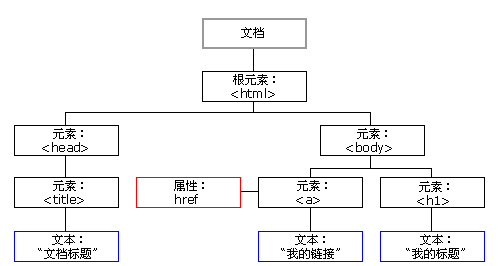 文档
根元素：
<html>
元素：
<head>
元素：
<body>
元素：
<title>
属性：
href
元素：
<a>
元素：
<h1>
文本：
“文档标题”
文本：
“我的链接”
文本：
“我的标题”